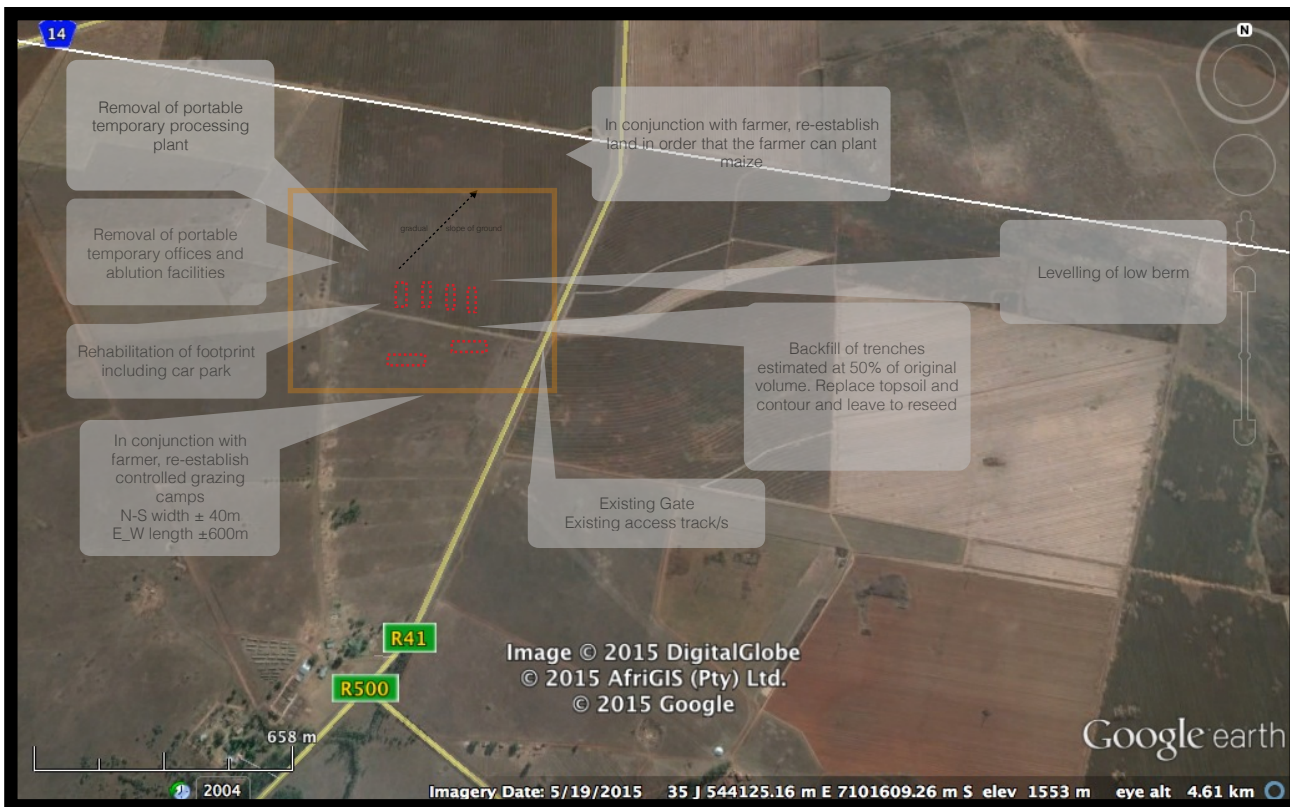 14
N
Removal of portable
temporary processing
plant
In conjunction with farmer, re-establish
land in order that the farmer can plant
maize
Removal of portable
temporary offices and
ablution facilities
gradual slope of ground
Levelling of low berm
Rehabilitation of footprint
including car park
Backfill of trenches
estimated at 50% of original
volume. Replace topsoil and
contour and leave to reseed
In conjunction with
farmer, re-establish
controlled grazing
camps
N-S width ± 40m
E_W length ±600m
Existing Gate
Existing access track/s
R41
R500
Image © 2015 DigitalGlobe
© 2015 AfriGIS (Pty) Ltd.
© 2015 Google
658 m
Google earth
2004
Imagery Date: 5/19/2015 35 J 544125.16 m E 7101609.26 m S elev 1553 m eye alt 4.61 km